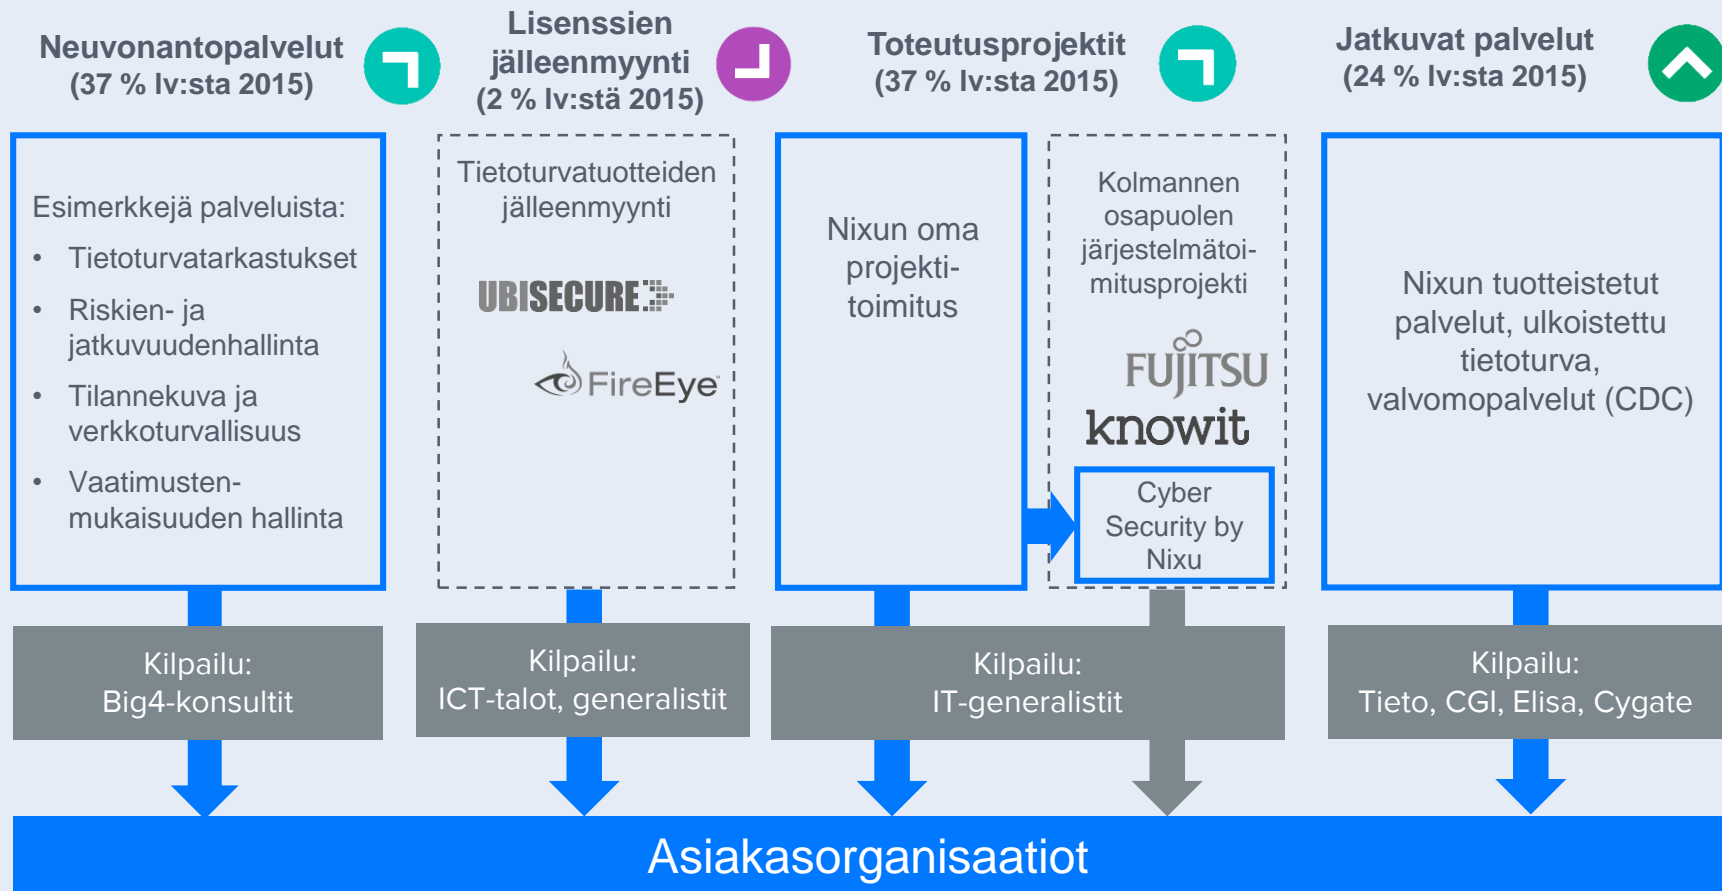 Neuvonantopalvelut
(37 % lv:sta 2015)
Lisenssien
jälleenmyynti
(2 % lv:stä 2015)
Toteutusprojektit
(37 % lv:sta 2015)
Jatkuvat palvelut
(24 % lv:sta 2015)
Esimerkkejä palveluista:
• Tietoturvatarkastukset
• Riskien- ja
jatkuvuudenhallinta
• Tilannekuva ja
verkkoturvallisuus
• Vaatimusten-
mukaisuuden hallinta
Tietoturvatuotteiden
jälleenmyynti
UBISECURE
FireEye™
Nixun oma
projekti-
toimitus
Kolmannen
osapuolen
järjestelmätoi-
mitusprojekti
FUJITSU
knowit
Cyber
Security by
Nixu
Nixun tuotteistetut
palvelut, ulkoistettu
tietoturva,
valvomopalvelut (CDC)
Kilpailu:
Big4-konsultit
Kilpailu:
ICT-talot, generalistit
Kilpailu:
IT-generalistit
Kilpailu:
Tieto, CGI, Elisa, Cygate
Asiakasorganisaatiot